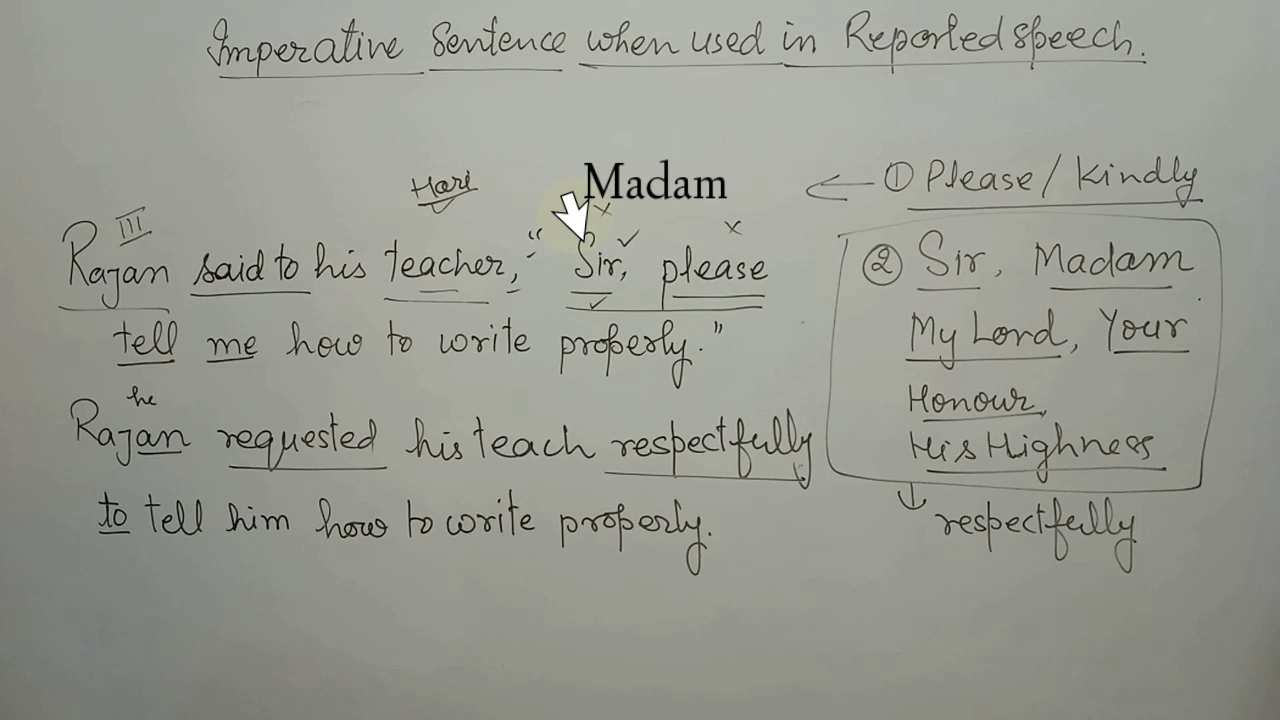 Imperative Sentence when used in Reported speech.
Madam
① Please / Kindly
III
Rajan said to his teacher, " Sir, please
tell me how to write properly."
he
Rajan requested his teach respectfully
to tell him how to write properly.
② Sir, Madam
My Lord, Your
Honour,
His Highness
respectfully